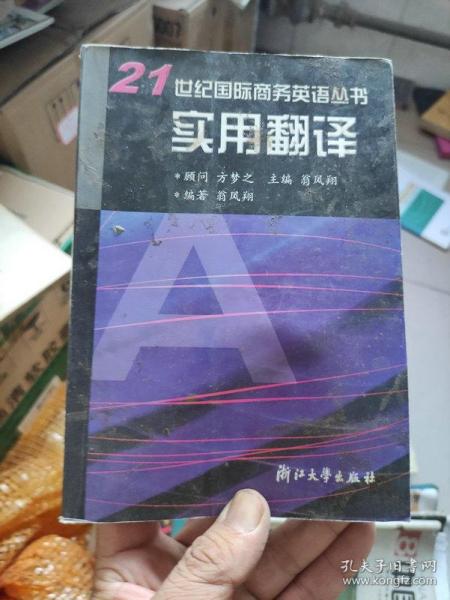 21世纪国际商务英语丛书
实用翻译
*顾问 方梦之 主编 翁凤翔
*编著 翁凤翔
A
浙江大学出版社
孔夫子旧书网
www.kongfz.com